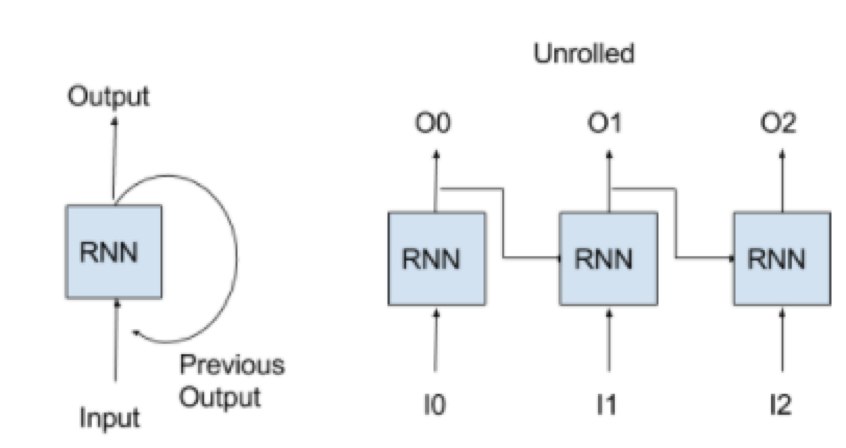 Output
RNN
Previous
Output
Input
Unrolled
O0
O1
O2
RNN
RNN
RNN
I0
I1
I2